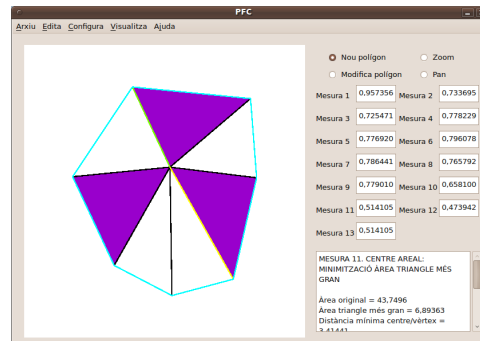 PFC
Arxiu Edita Configura Visualitza Ajuda
Nou polígon Zoom
Modifica polígon Pan
Mesura 1 0,957356 Mesura 2 0,733695
Mesura 3 0,725471 Mesura 4 0,778229
Mesura 5 0,776920 Mesura 6 0,796078
Mesura 7 0,786441 Mesura 8 0,765792
Mesura 9 0,779010 Mesura 10 0,658100
Mesura 11 0,514105 Mesura 12 0,473942
Mesura 13 0,514105
MESURA 11. CENTRE AREAL:
MINIMITZACIÓ ÀREA TRIANGLE MÉS
GRAN
Àrea original = 43,7496
Àrea triangle més gran = 6,89363
Distància mínima centre/vèrtex =
3,41441